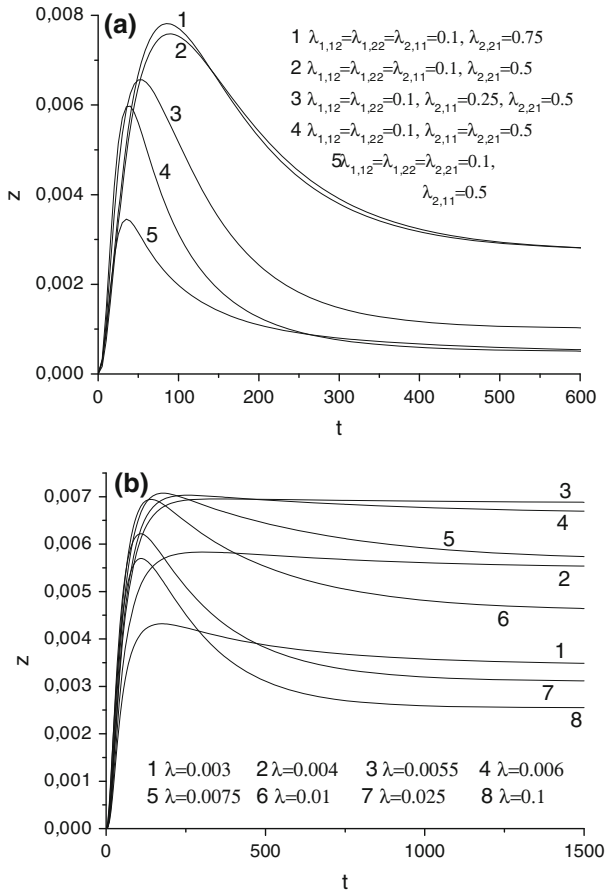 (a)
1 λ1,12=λ1,22=λ2,11=0.1, λ2,21=0.75
2 λ1,12=λ1,22=λ2,11=0.1, λ2,21=0.5
3 λ1,12=λ1,22=0.1, λ2,11=0.25, λ2,21=0.5
4 λ1,12=λ1,22=0.1, λ2,11=λ2,21=0.5
5 λ1,12=λ1,22=λ2,21=0.1,
λ2,11=0.5
1
2
3
4
5
0,008
0,006
0,004
0,002
0,000
z
0 100 200 300 400 500 600
t
(b)
0,007
0,006
0,005
0,004
0,003
0,002
0,001
0,000
z
3
4
5
2
6
1
7
8
1 λ=0.003 2 λ=0.004 3 λ=0.0055 4 λ=0.006
5 λ=0.0075 6 λ=0.01 7 λ=0.025 8 λ=0.1
0 500 1000 1500
t